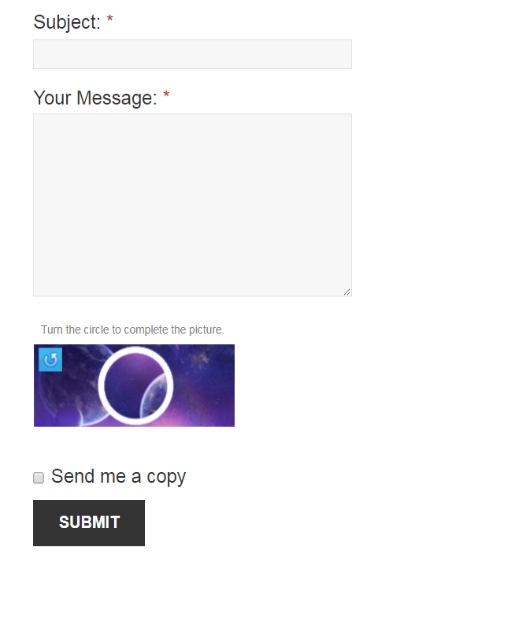 Subject: *
Your Message: *
Turn the circle to complete the picture.
Send me a copy
SUBMIT